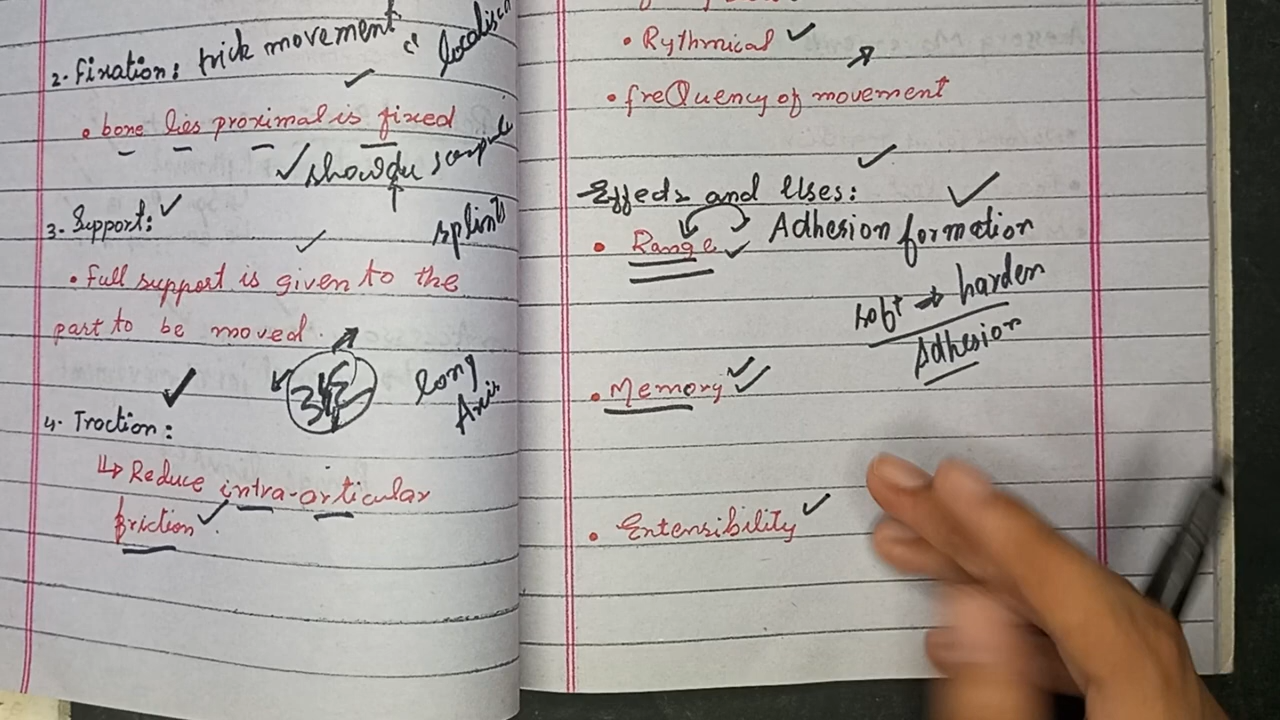 2. Fixation: trick movement
• bone lies proximal is fixed
3. Support:
splints
• Full support is given to the
part to be moved.
long
Axis
4. Traction:
↳ Reduce intra-articular
friction
• Rythmical
• freQuency of movement
Effects and Uses:
• Range Adhesion formation
soft → harden
Adhesion
• Memory
• Extensibility